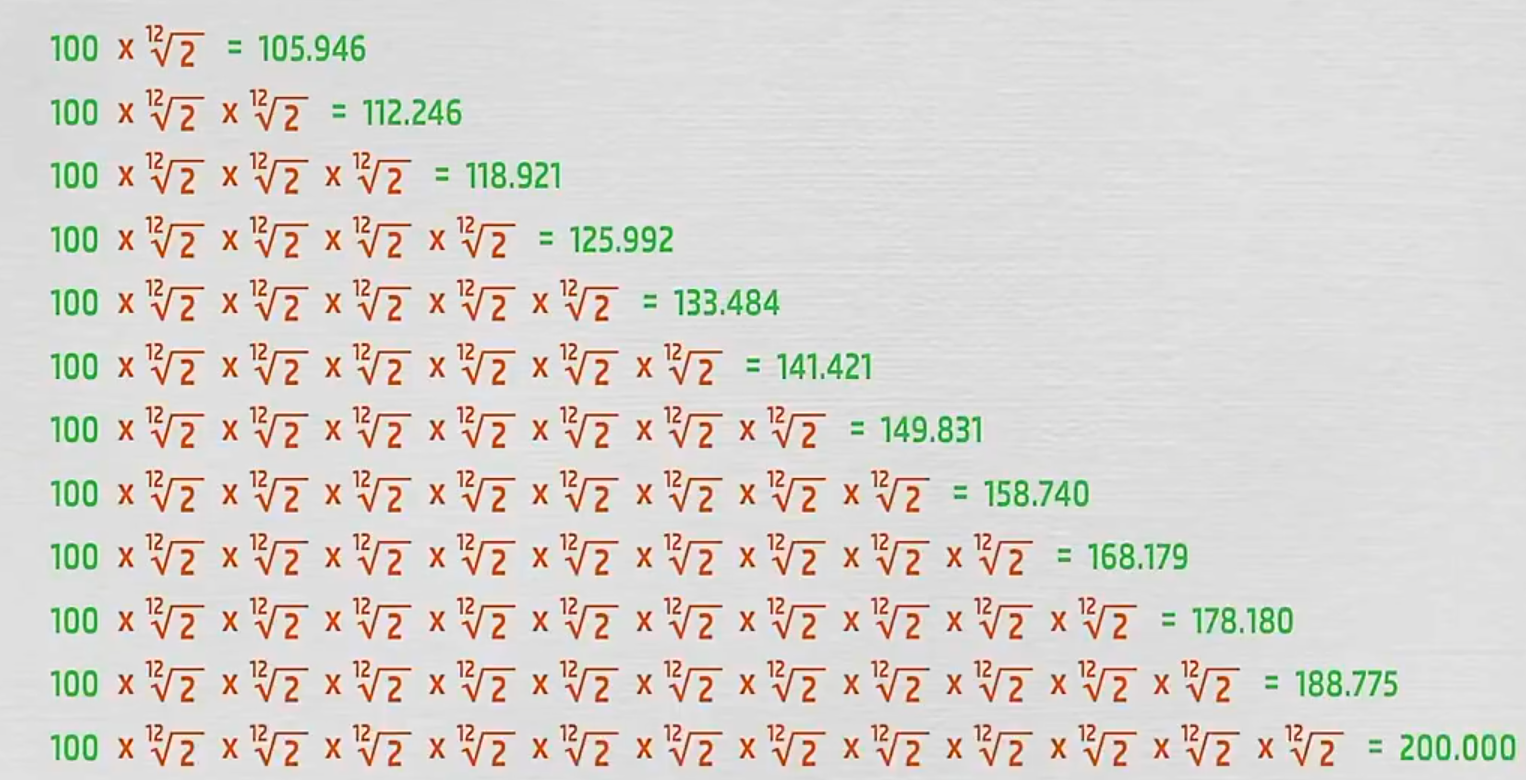 100 x ¹²√2 = 105.946
100 x ¹²√2 x ¹²√2 = 112.246
100 x ¹²√2 x ¹²√2 x ¹²√2 = 118.921
100 x ¹²√2 x ¹²√2 x ¹²√2 x ¹²√2 = 125.992
100 x ¹²√2 x ¹²√2 x ¹²√2 x ¹²√2 x ¹²√2 = 133.484
100 x ¹²√2 x ¹²√2 x ¹²√2 x ¹²√2 x ¹²√2 x ¹²√2 = 141.421
100 x ¹²√2 x ¹²√2 x ¹²√2 x ¹²√2 x ¹²√2 x ¹²√2 x ¹²√2 = 149.831
100 x ¹²√2 x ¹²√2 x ¹²√2 x ¹²√2 x ¹²√2 x ¹²√2 x ¹²√2 x ¹²√2 = 158.740
100 x ¹²√2 x ¹²√2 x ¹²√2 x ¹²√2 x ¹²√2 x ¹²√2 x ¹²√2 x ¹²√2 x ¹²√2 = 168.179
100 x ¹²√2 x ¹²√2 x ¹²√2 x ¹²√2 x ¹²√2 x ¹²√2 x ¹²√2 x ¹²√2 x ¹²√2 x ¹²√2 = 178.180
100 x ¹²√2 x ¹²√2 x ¹²√2 x ¹²√2 x ¹²√2 x ¹²√2 x ¹²√2 x ¹²√2 x ¹²√2 x ¹²√2 x ¹²√2 = 188.775
100 x ¹²√2 x ¹²√2 x ¹²√2 x ¹²√2 x ¹²√2 x ¹²√2 x ¹²√2 x ¹²√2 x ¹²√2 x ¹²√2 x ¹²√2 x ¹²√2 = 200.000